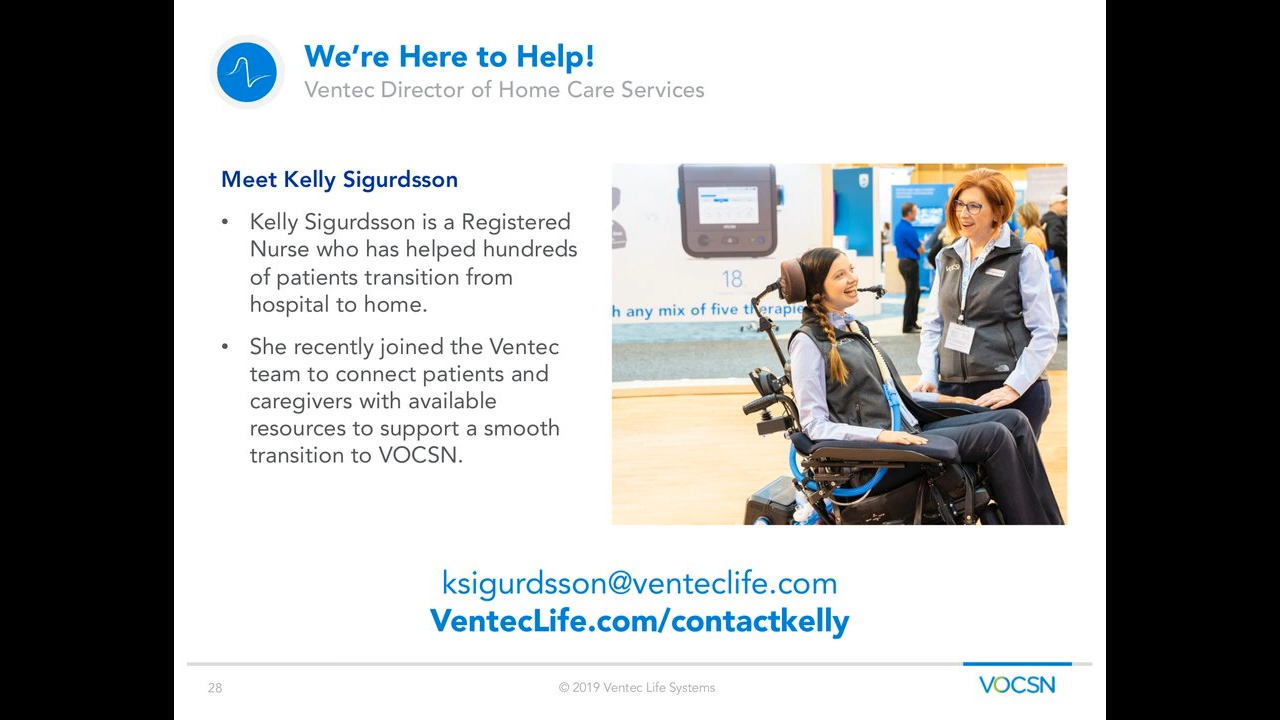 We're Here to Help!
Ventec Director of Home Care Services
Meet Kelly Sigurdsson
• Kelly Sigurdsson is a Registered
Nurse who has helped hundreds
of patients transition from
hospital to home.
• She recently joined the Ventec
team to connect patients and
caregivers with available
resources to support a smooth
transition to VOCSN.
18
h any mix of five therapie
VOCSN
ksigurdsson@venteclife.com
VentecLife.com/contactkelly
28
© 2019 Ventec Life Systems
VOCSN